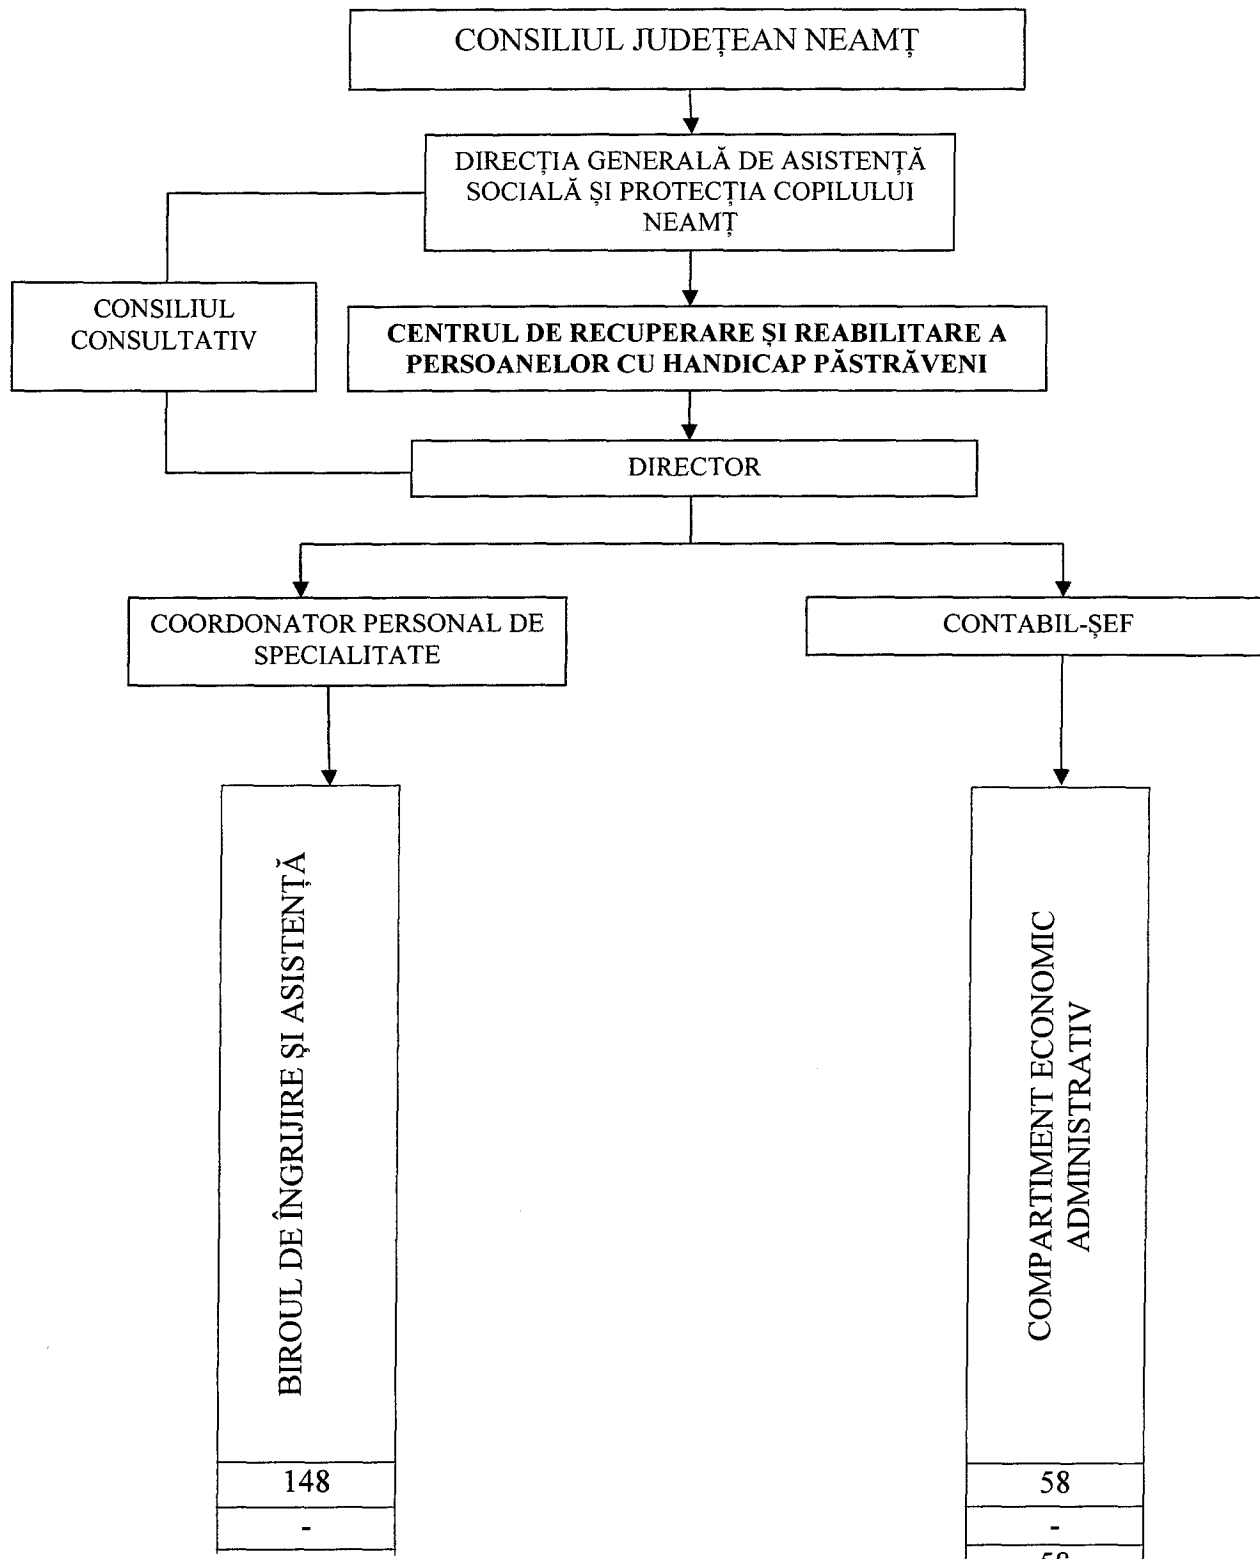 CONSILIUL JUDEȚEAN NEAMȚ
DIRECȚIA GENERALĂ DE ASISTENȚĂ
SOCIALĂ ȘI PROTECȚIA COPILULUI
NEAMȚ
CONSILIUL
CONSULTATIV
CENTRUL DE RECUPERARE ȘI REABILITARE A
PERSOANELOR CU HANDICAP PĂSTRĂVENI
DIRECTOR
COORDONATOR PERSONAL DE
SPECIALITATE
CONTABIL-ȘEF
BIROUL DE ÎNGRIJIRE ȘI ASISTENȚĂ
COMPARTIMENT ECONOMIC
ADMINISTRATIV
148
-
58
-